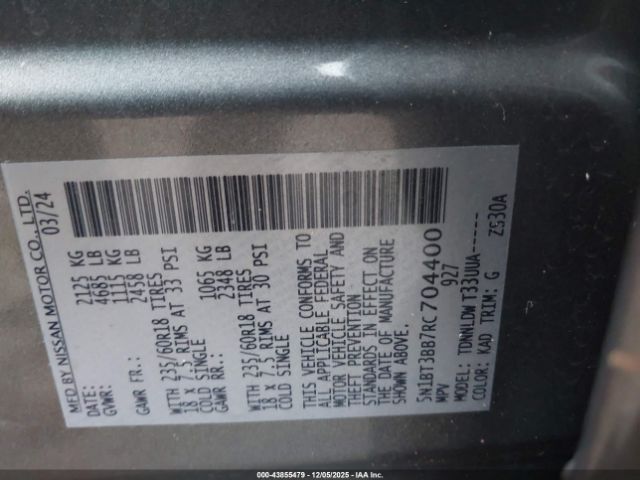 MFD BY NISSAN MOTOR CO., LTD.
DATE: 03/24
GVWR: 2125 KG
4685 LB
GAWR FR.: 1115 KG
2458 LB
WITH 235/60R18 TIRES
18 x 7.5 RIMS AT 33 PSI
COLD SINGLE
GAWR RR.: 1065 KG
2348 LB
WITH 235/60R18 TIRES
18 x 7.5 RIMS AT 30 PSI
COLD SINGLE
THIS VEHICLE CONFORMS TO
ALL APPLICABLE FEDERAL
MOTOR VEHICLE SAFETY AND
THEFT PREVENTION
STANDARDS IN EFFECT ON
THE DATE OF MANUFACTURE
SHOWN ABOVE.
5N1BT3BB7RC704400
MPV 927
MODEL: TDNNLDW T33UUA------
COLOR: KAD TRIM: G Z930A
000-43855479 | 12/05/2025 - IAAI.COM